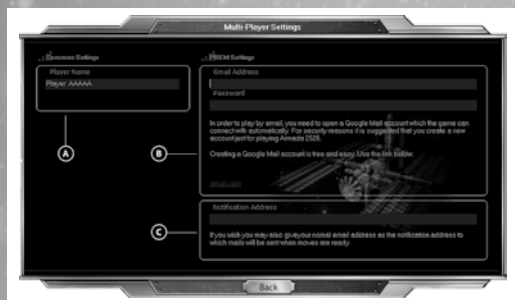 Multi-Player Settings
Common Settings
Player Name
Player AAAAA
A
PBEM Settings
Gmail Address
Password
In order to play by email, you need to open a Google Mail account which the game can
connect with automatically. For security reasons it is suggested that you create a new
account just for playing Armada 2526.
Creating a Google Mail account is free and easy. Use the link below.
gmail.com
B
Notification Address
If you wish you may also give your normal email address as the notification address to
which mails will be sent when moves are ready.
C
Back